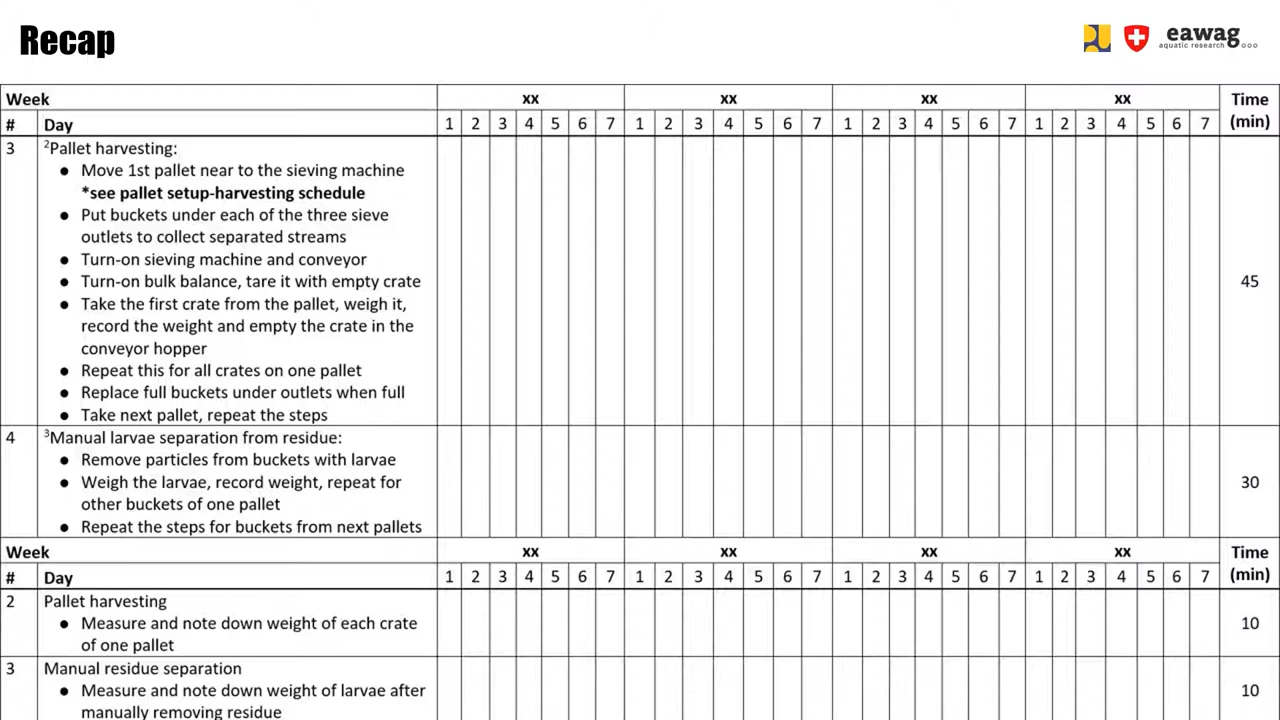 Recap
eawag
aquatic research
Week xx xx xx xx Time
# Day 1 2 3 4 5 6 7 1 2 3 4 5 6 7 1 2 3 4 5 6 7 1 2 3 4 5 6 7 (min)
3 ²Pallet harvesting:
● Move 1st pallet near to the sieving machine
*see pallet setup-harvesting schedule
● Put buckets under each of the three sieve
outlets to collect separated streams
● Turn-on sieving machine and conveyor
● Turn-on bulk balance, tare it with empty crate
● Take the first crate from the pallet, weigh it,
record the weight and empty the crate in the
conveyor hopper
● Repeat this for all crates on one pallet
● Replace full buckets under outlets when full
● Take next pallet, repeat the steps
45
4 ³Manual larvae separation from residue:
● Remove particles from buckets with larvae
● Weigh the larvae, record weight, repeat for
other buckets of one pallet
● Repeat the steps for buckets from next pallets
30
Week xx xx xx xx Time
# Day 1 2 3 4 5 6 7 1 2 3 4 5 6 7 1 2 3 4 5 6 7 1 2 3 4 5 6 7 (min)
2 Pallet harvesting
● Measure and note down weight of each crate
of one pallet
10
3 Manual residue separation
● Measure and note down weight of larvae after
manually removing residue
10